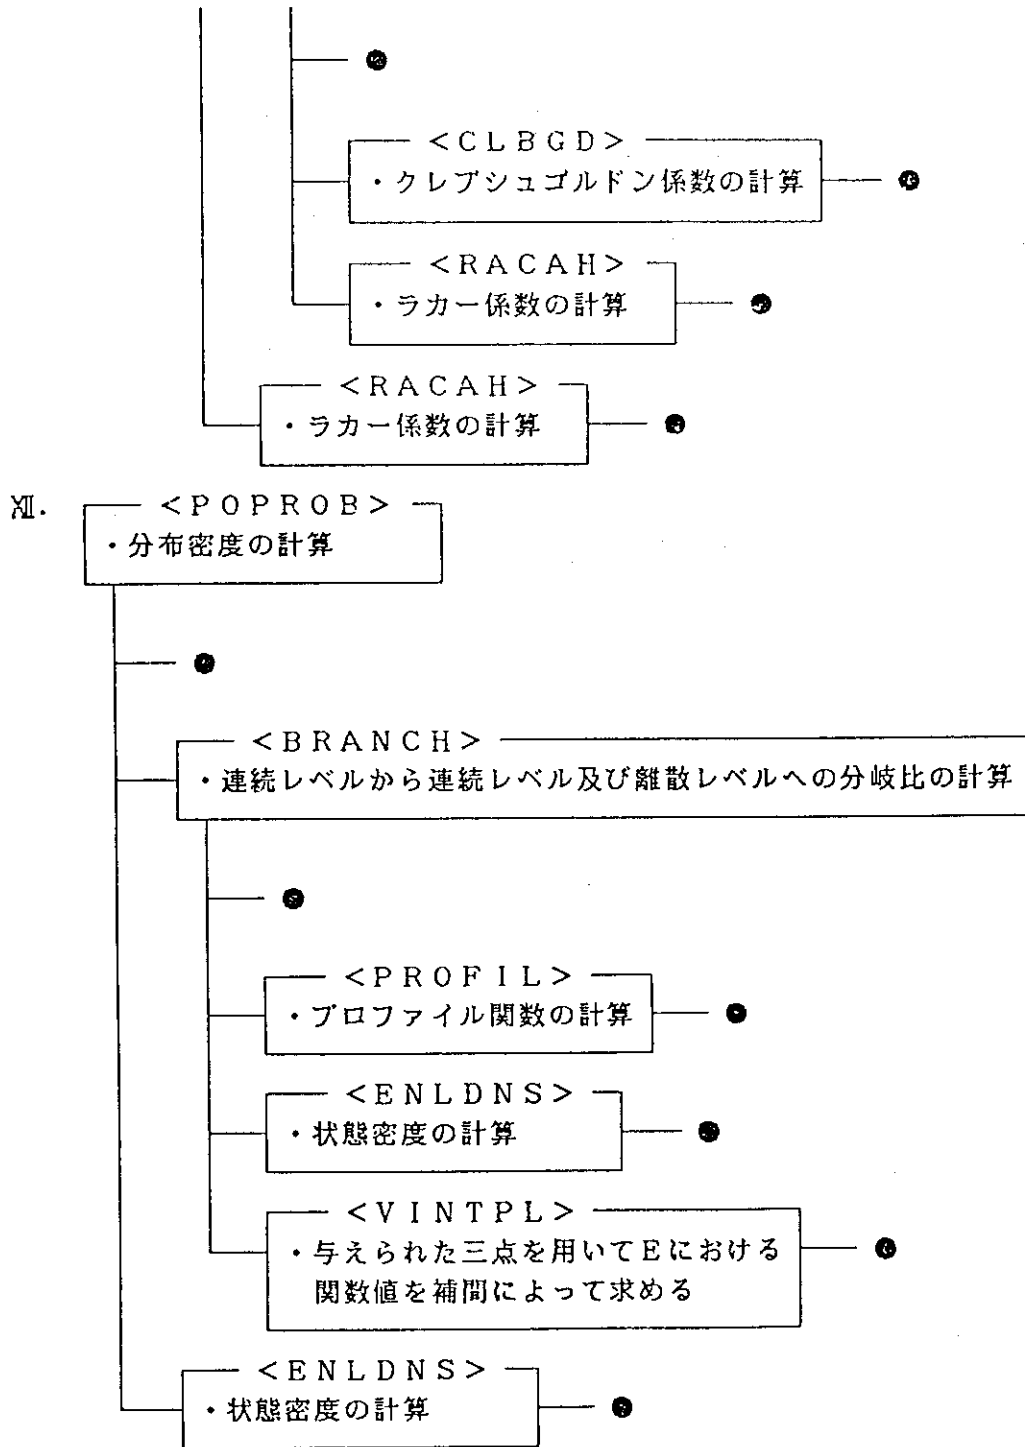 <CLBGD>
・クレブシュゴルドン係数の計算
<RACAH>
・ラカー係数の計算
<RACAH>
・ラカー係数の計算
Ⅻ.
<POPROB>
・分布密度の計算
<BRANCH>
・連続レベルから連続レベル及び離散レベルへの分岐比の計算
<PROFIL>
・プロファイル関数の計算
<ENLDNS>
・状態密度の計算
<VINTPL>
・与えられた三点を用いてEにおける
関数値を補間によって求める
<ENLDNS>
・状態密度の計算